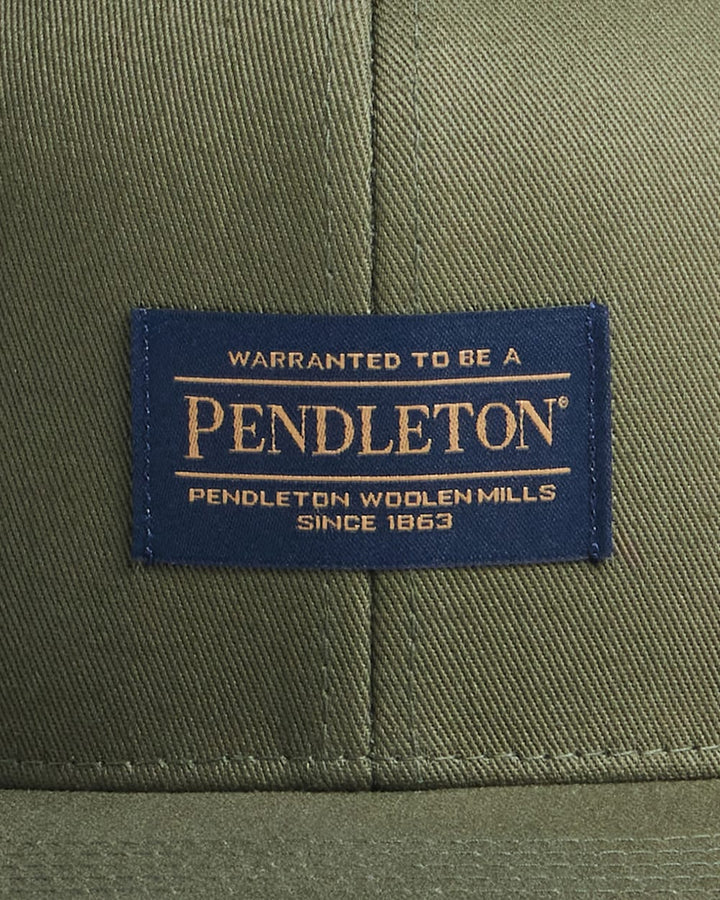 WARRANTED TO BE A
PENDLETON®
PENDLETON WOOLEN MILLS
SINCE 1863